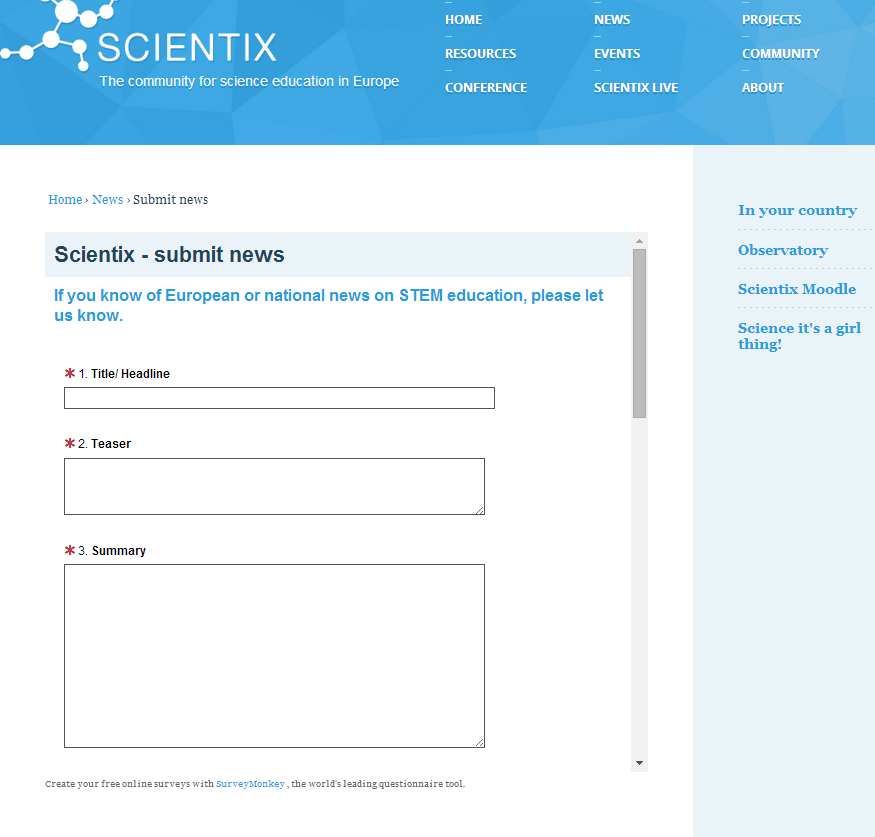 SCIENTIX
The community for science education in Europe
HOME
NEWS
PROJECTS
RESOURCES
EVENTS
COMMUNITY
CONFERENCE
SCIENTIX LIVE
ABOUT
Home › News › Submit news
Scientix - submit news
If you know of European or national news on STEM education, please let
us know.
* 1. Title/ Headline
* 2. Teaser
* 3. Summary
Create your free online surveys with SurveyMonkey , the world's leading questionnaire tool.
In your country
Observatory
Scientix Moodle
Science it's a girl
thing!